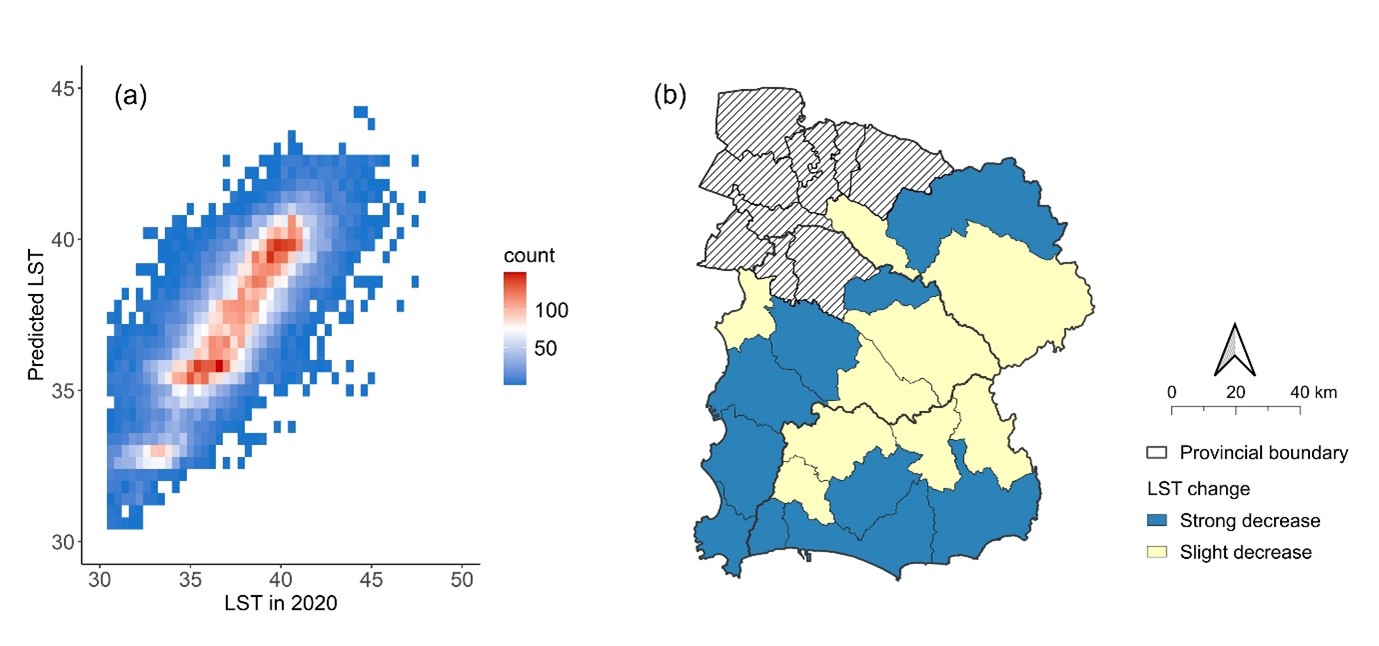 (a)
45
40
35
30
Predicted LST
30 35 40 45 50
LST in 2020
count
100
50
(b)
0 20 40 km
Provincial boundary
LST change
Strong decrease
Slight decrease